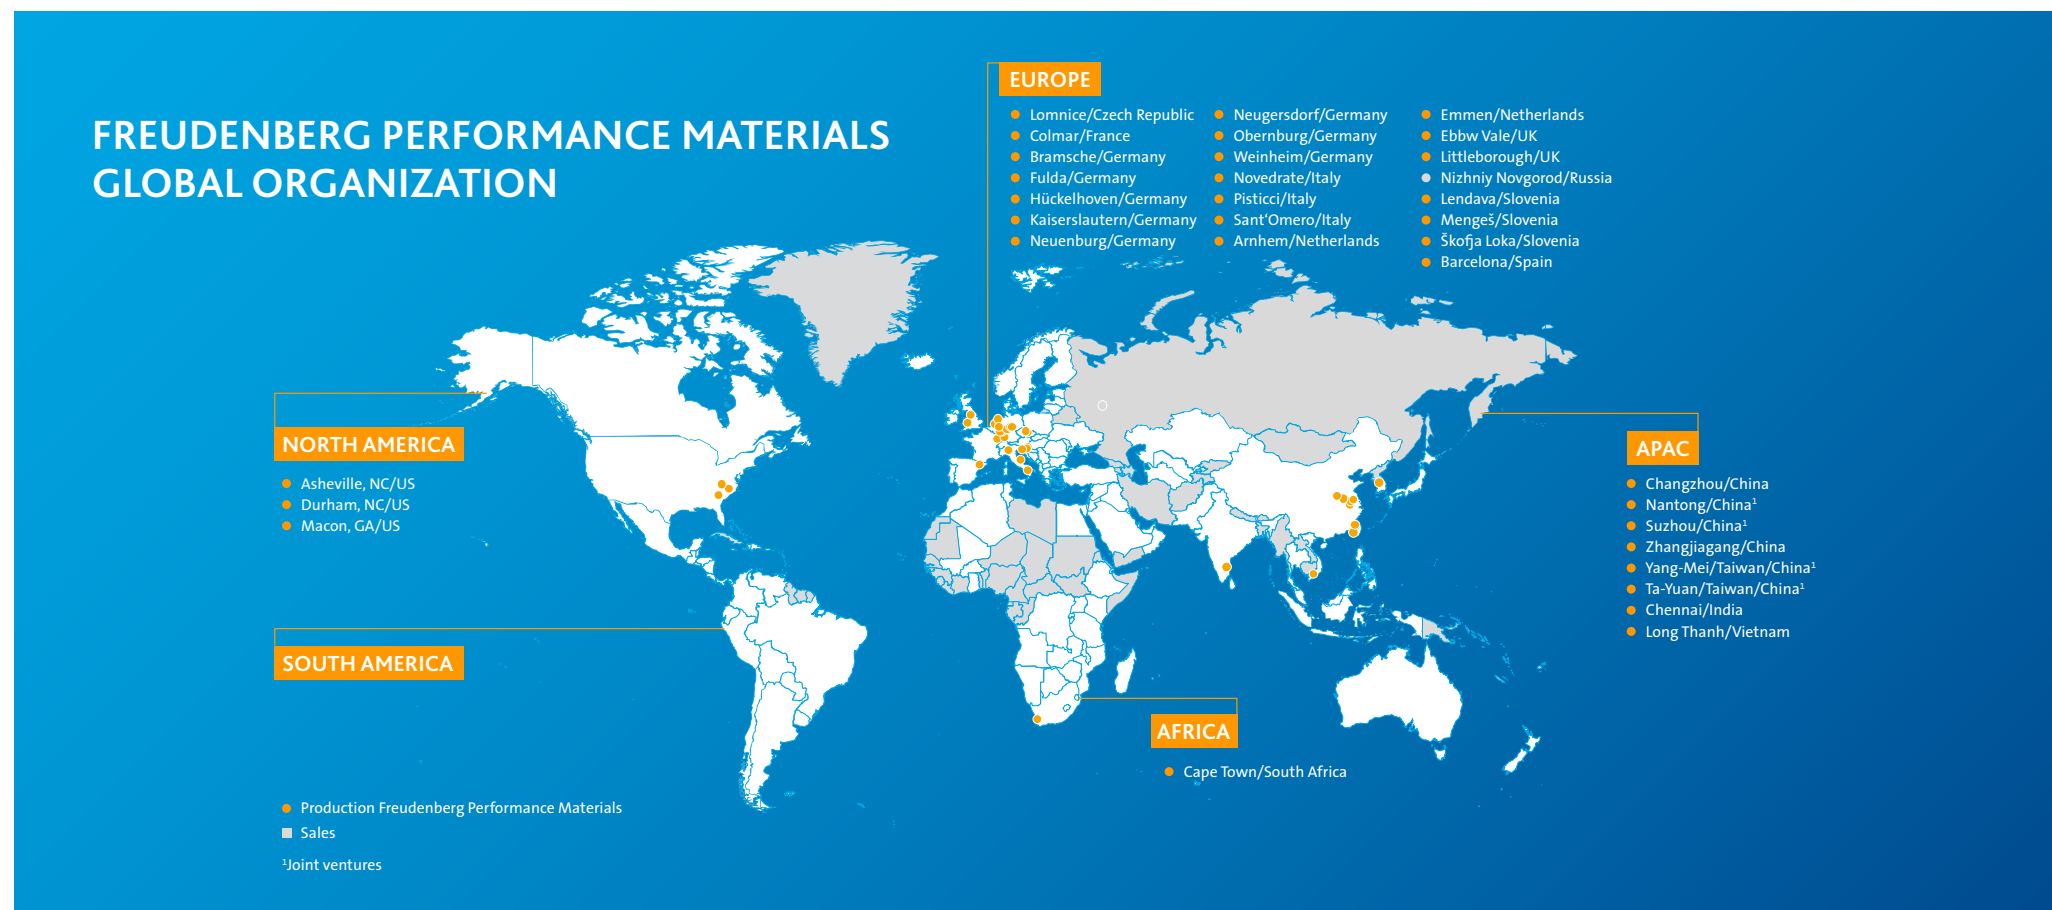 FREUDENBERG PERFORMANCE MATERIALS
GLOBAL ORGANIZATION
EUROPE
Lomnice/Czech Republic
Colmar/France
Bramsche/Germany
Fulda/Germany
Hückelhoven/Germany
Kaiserslautern/Germany
Neuenburg/Germany
Neugersdorf/Germany
Obernburg/Germany
Weinheim/Germany
Novedrate/Italy
Pisticci/Italy
Sant‘Omero/Italy
Arnhem/Netherlands
Emmen/Netherlands
Ebbw Vale/UK
Littleborough/UK
Nizhniy Novgorod/Russia
Lendava/Slovenia
Mengeš/Slovenia
Škofja Loka/Slovenia
Barcelona/Spain
NORTH AMERICA
Asheville, NC/US
Durham, NC/US
Macon, GA/US
APAC
Changzhou/China
Nantong/China¹
Suzhou/China¹
Zhangjiagang/China
Yang-Mei/Taiwan/China¹
Ta-Yuan/Taiwan/China¹
Chennai/India
Long Thanh/Vietnam
SOUTH AMERICA
AFRICA
Cape Town/South Africa
Production Freudenberg Performance Materials
Sales
¹Joint ventures